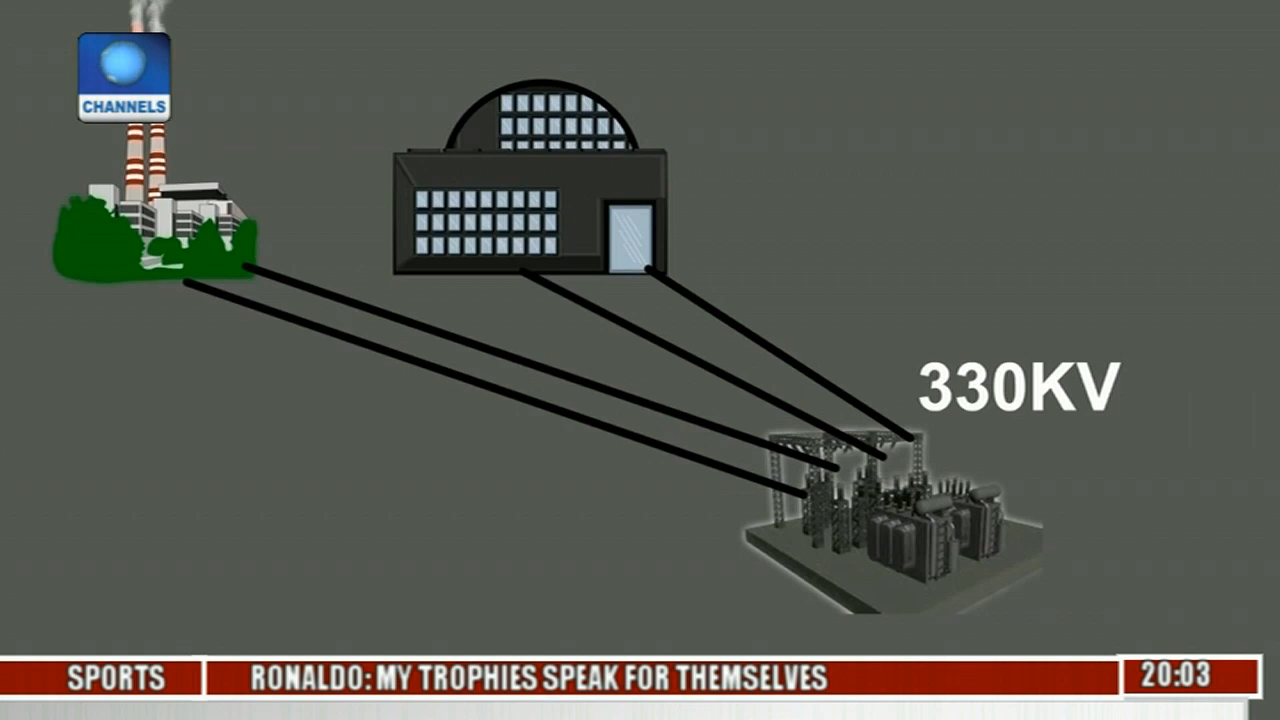 CHANNELS
330KV
SPORTS
RONALDO: MY TROPHIES SPEAK FOR THEMSELVES
20:03